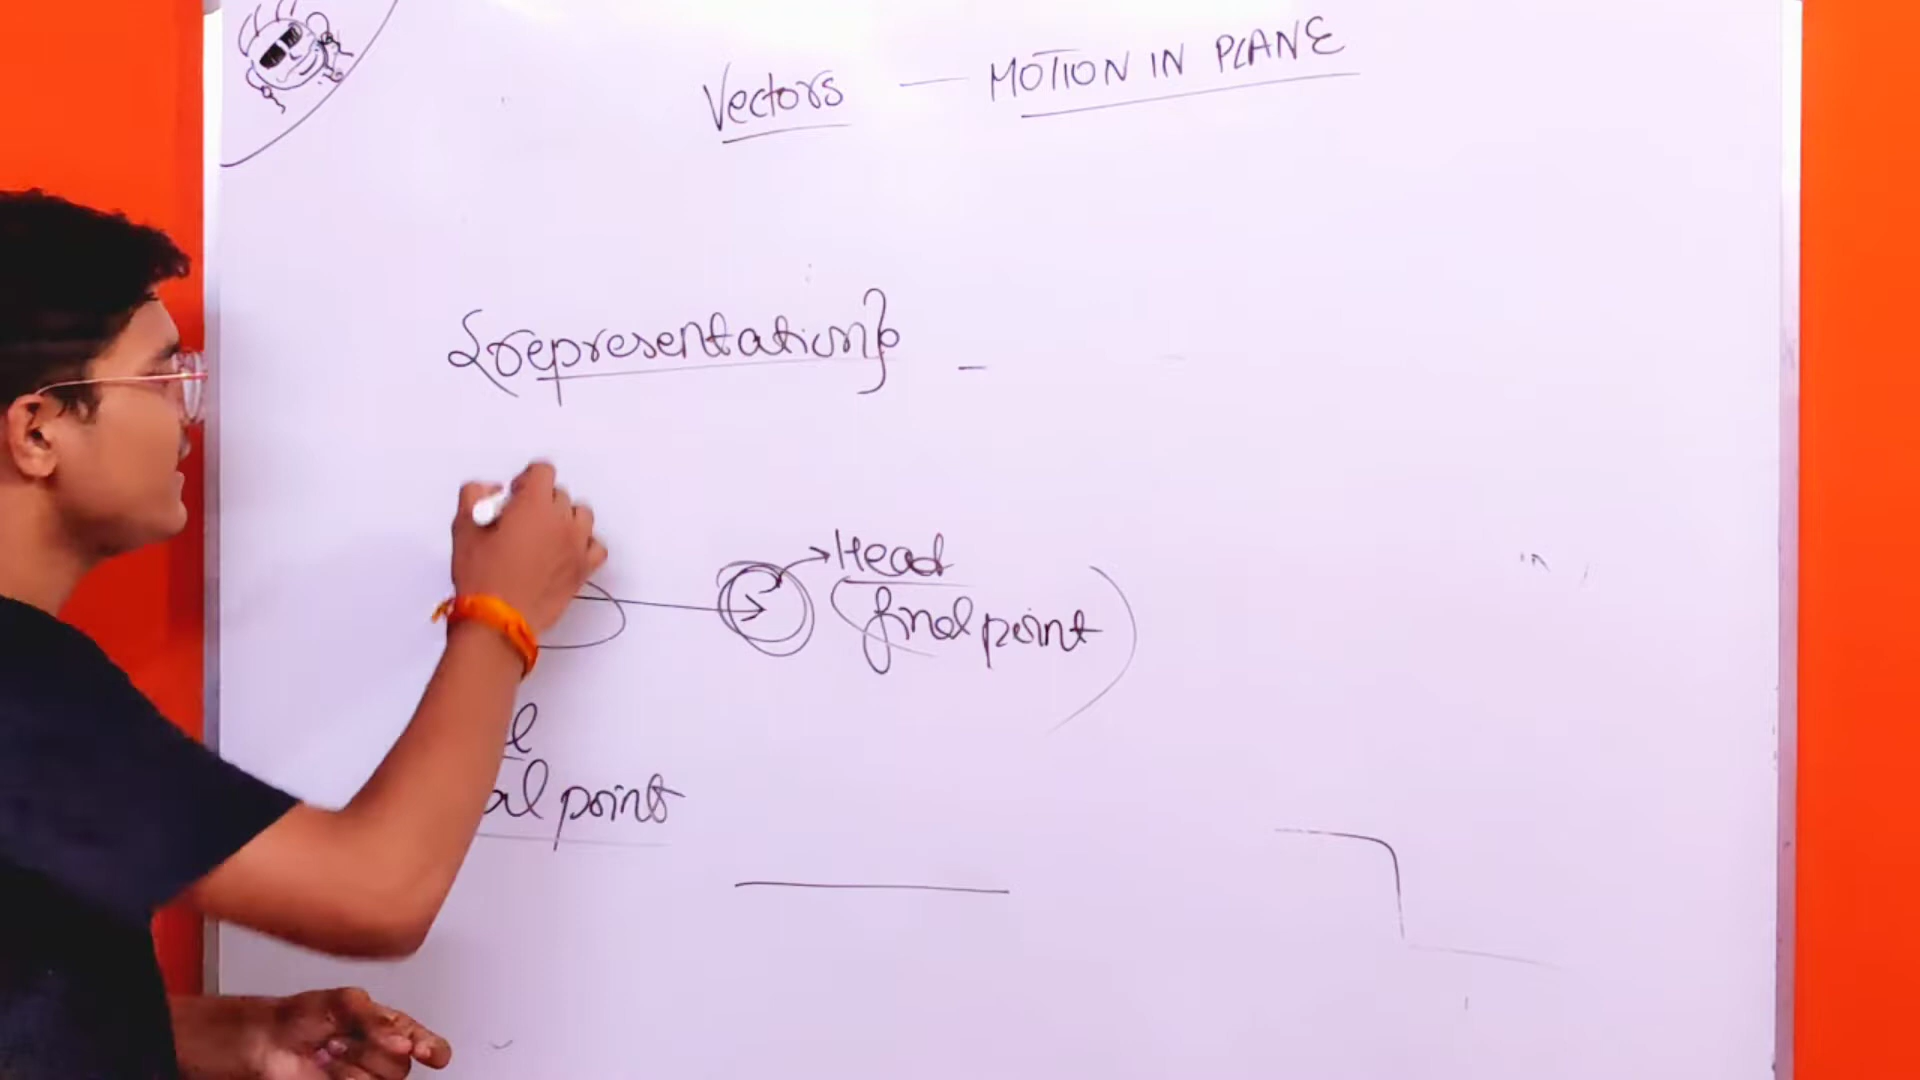 Vectors — MOTION IN PLANE
{representation} —
Head
(final point)
point